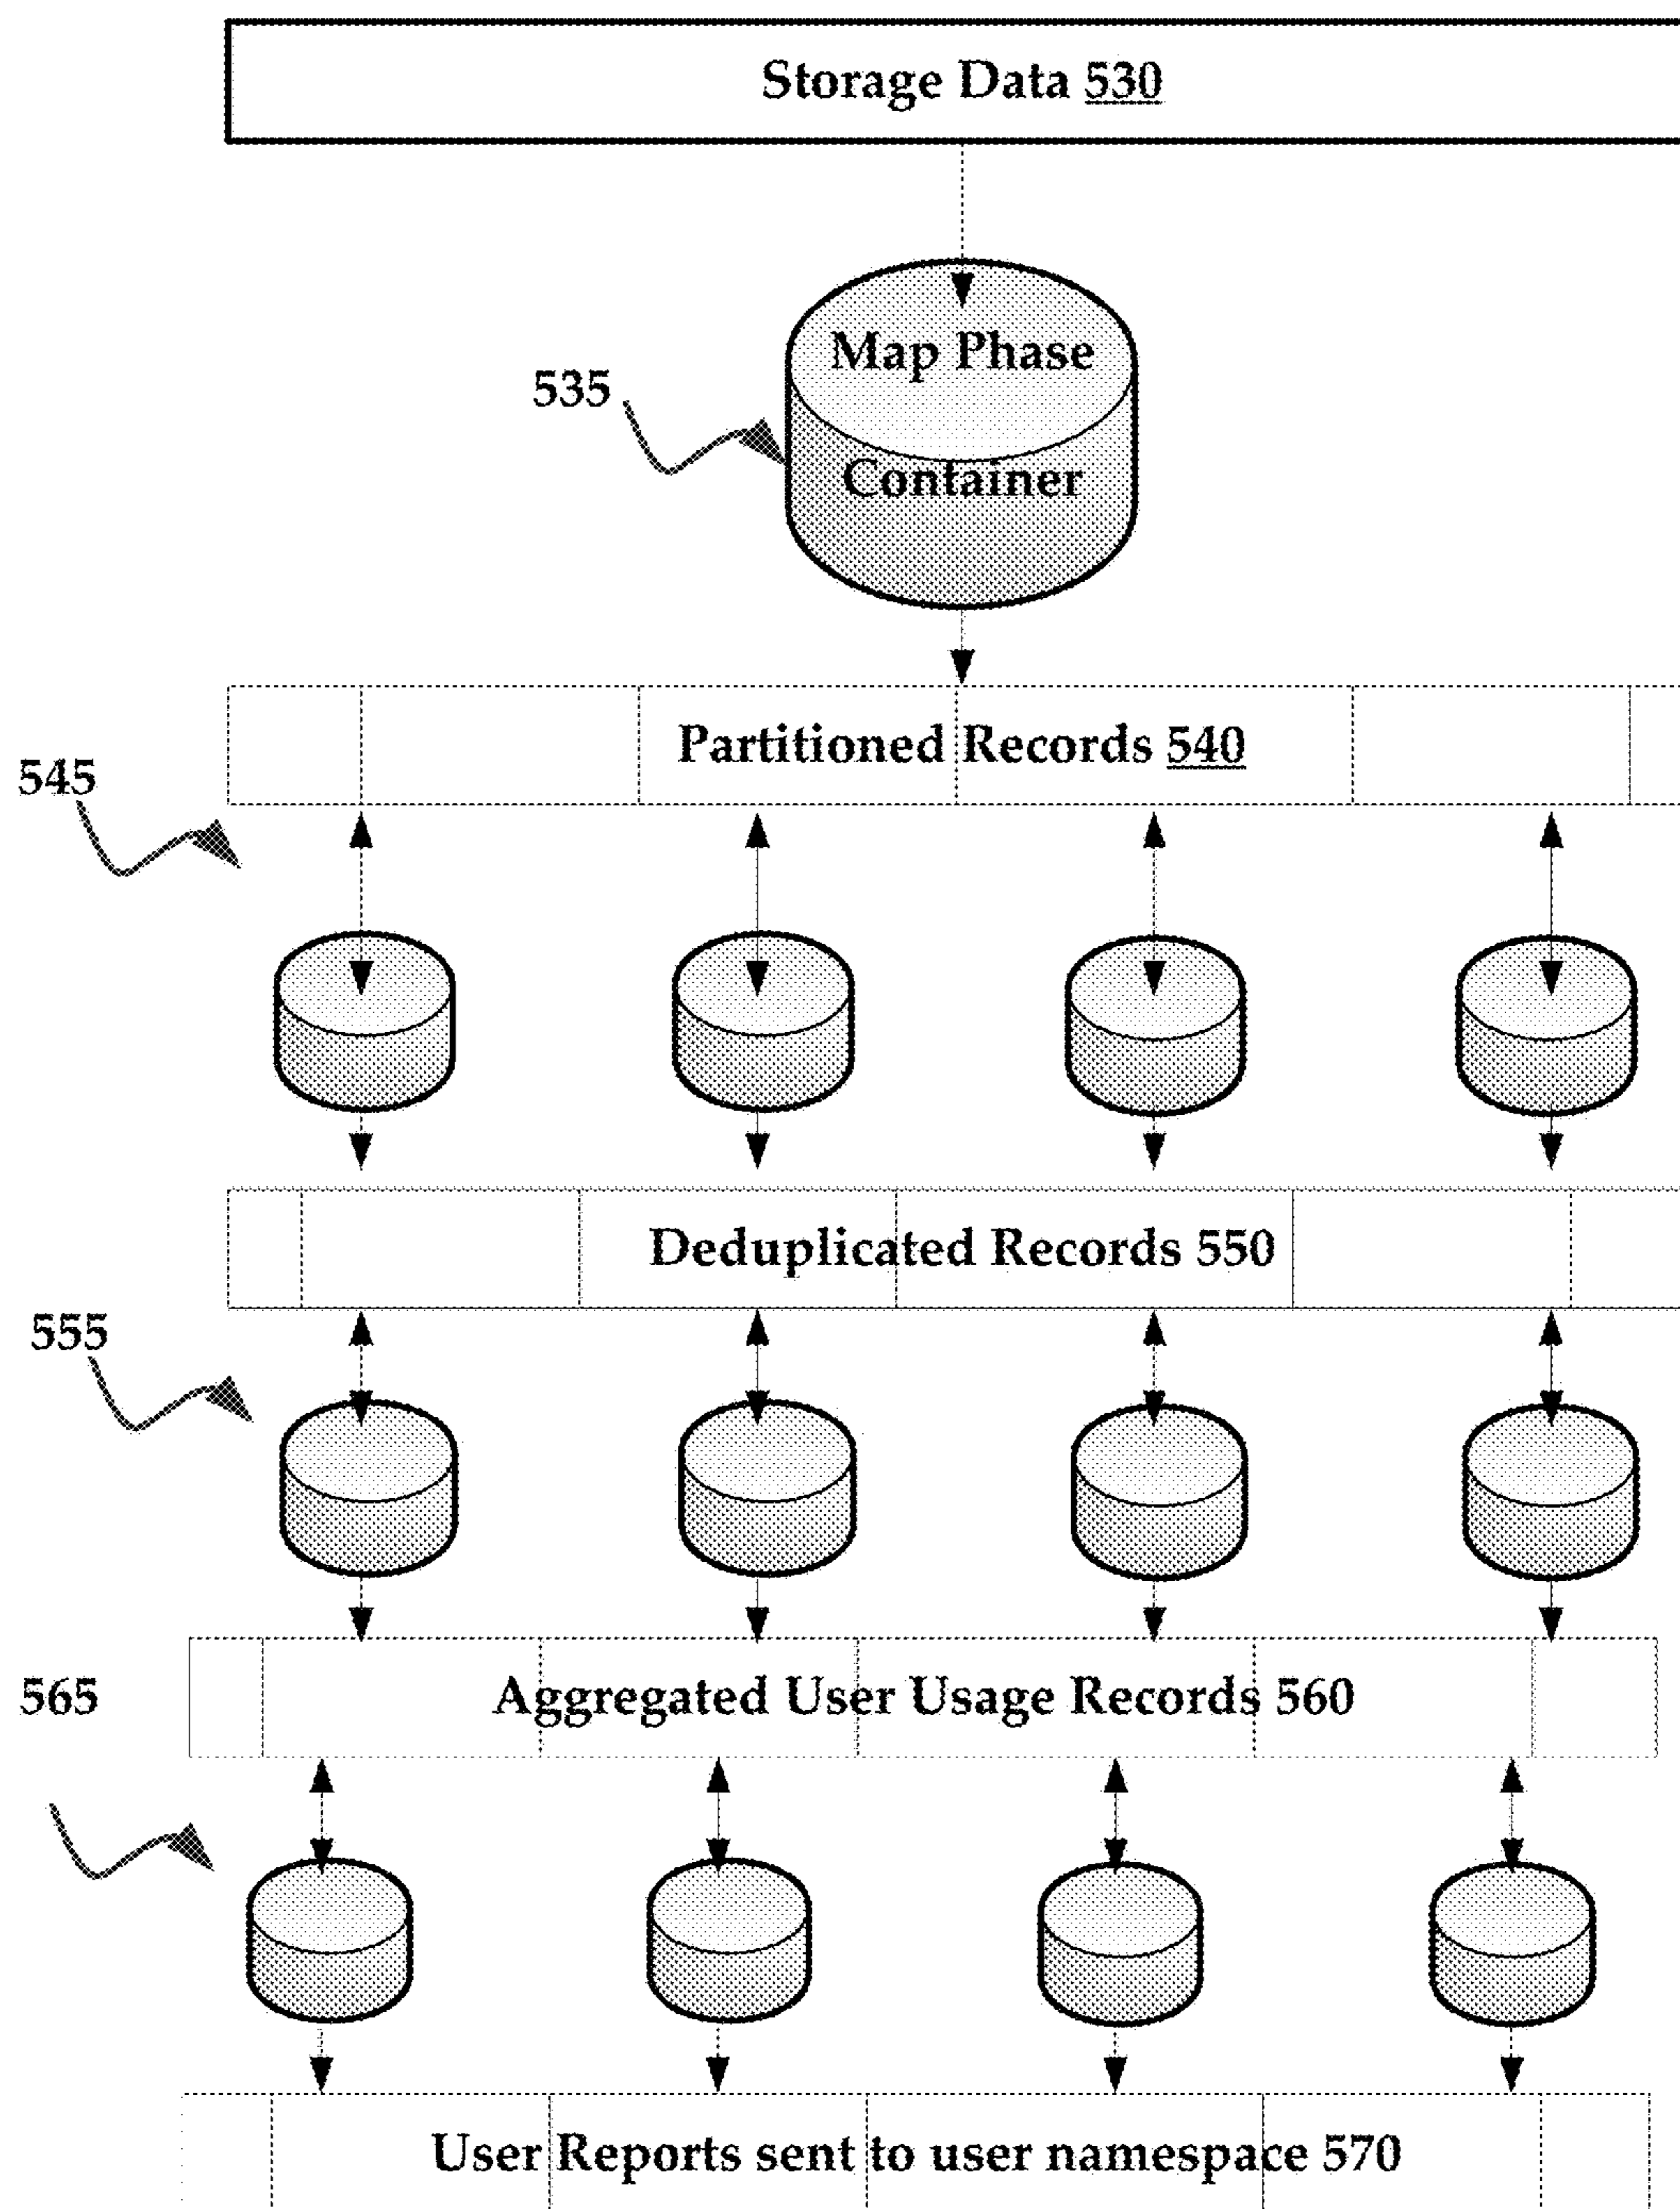 Storage Data 530
Map Phase
535
Container
Partitioned Records 540
545
Deduplicated Records 550
555
Aggregated User Usage Records 560
565
User Reports sent to user namespace 570